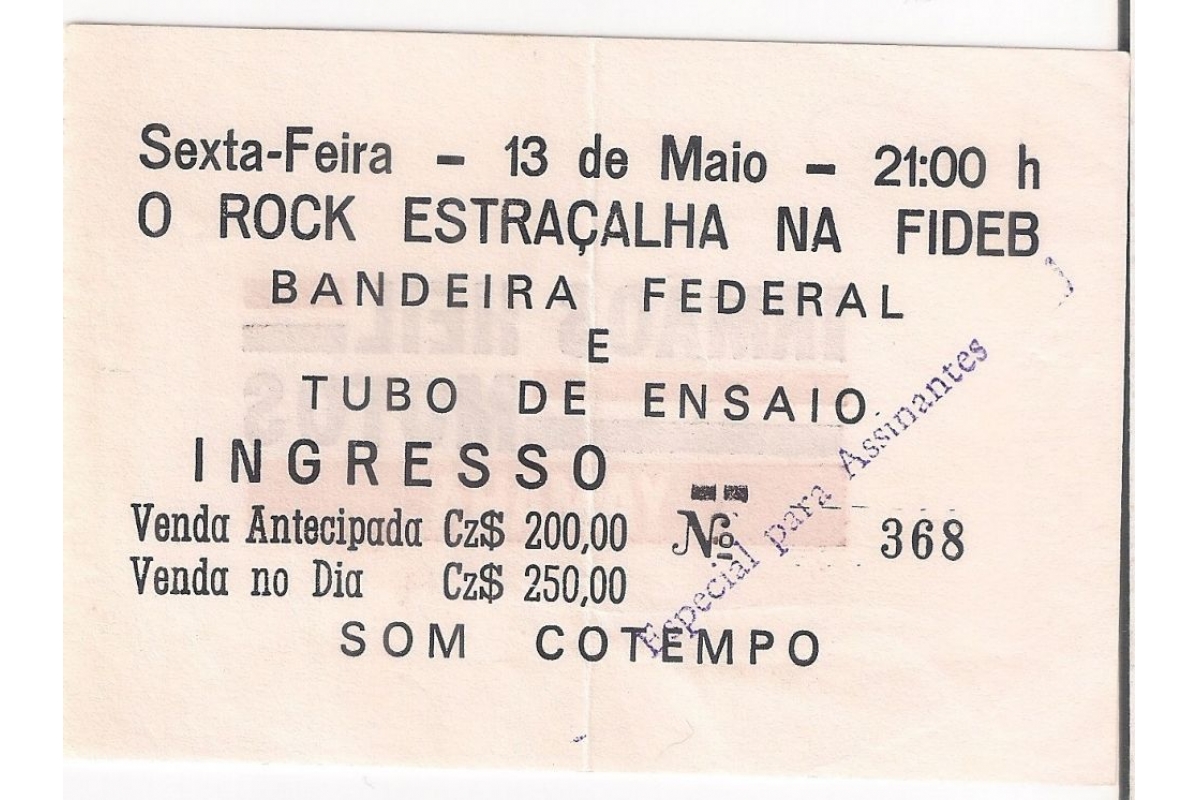 Sexta-Feira - 13 de Maio - 21:00 h
O ROCK ESTRAÇALHA NA FIDEB
BANDEIRA FEDERAL
E
TUBO DE ENSAIO
INGRESSO
Venda Antecipada Cz$ 200,00 Nº 368
Venda no Dia Cz$ 250,00
SOM COTEMPO
Especial para Assinantes